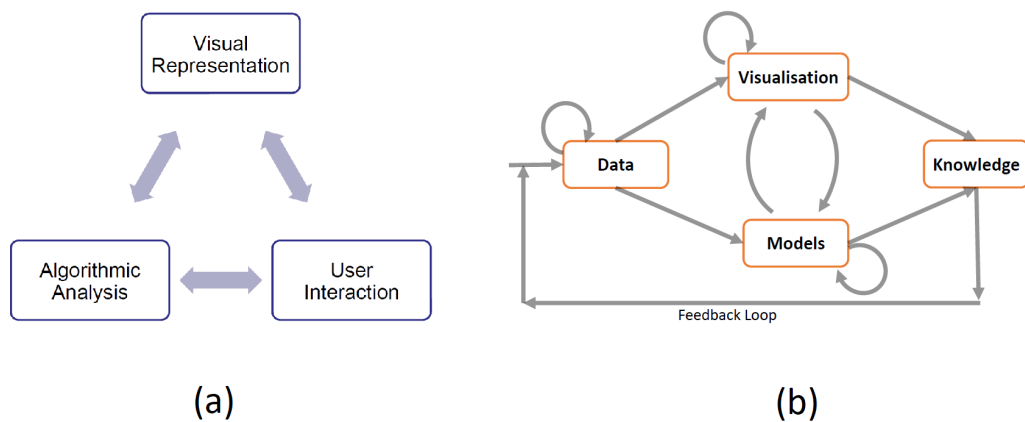 Visual
Representation
Algorithmic
Analysis
User
Interaction
(a)
Visualisation
Data
Knowledge
Models
Feedback Loop
(b)